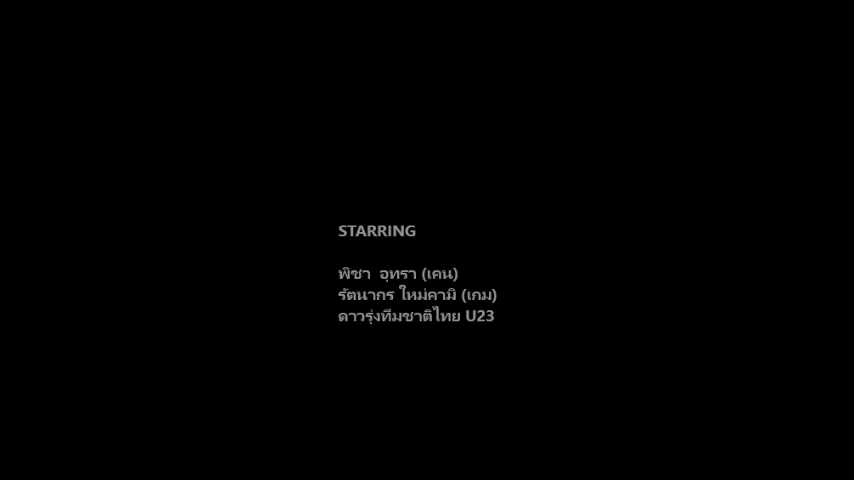 STARRING
พิชา อุทรา (เคน)
รัตนากร ใหม่คามิ (เกม)
ดาวรุ่งทีมชาติไทย U23